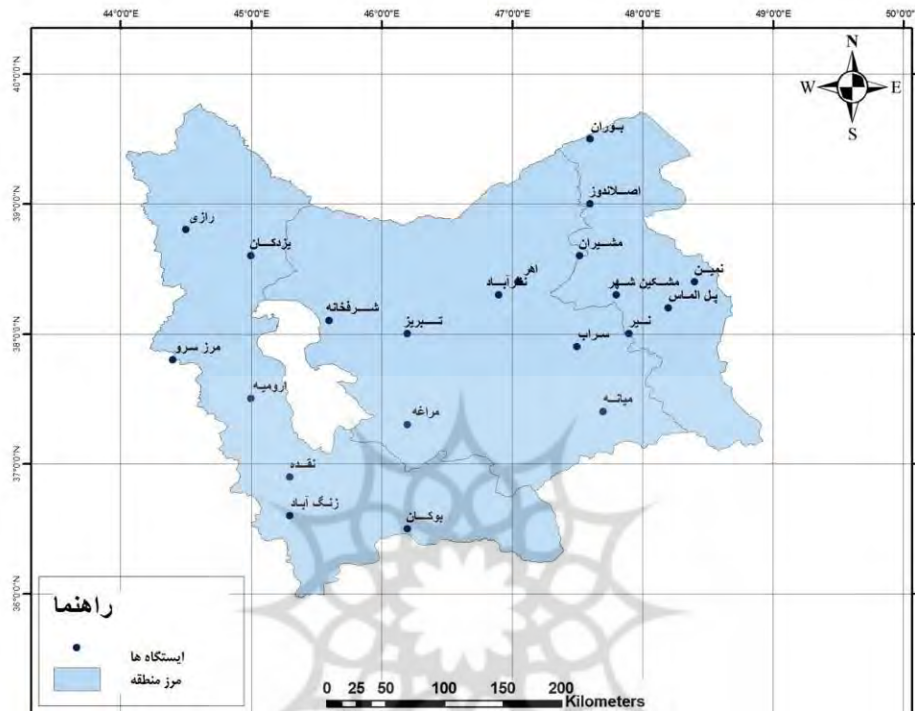 44°0'0"E 45°0'0"E 46°0'0"E 47°0'0"E 48°0'0"E 49°0'0"E 50°0'0"
N
W E
S
40°0'0"N
بوران
39°0'0"N
اصلاندوز
رازی
یزدکان
مشیران
اهر
نظرآباد
مشکین شهر
نمین
پل الماس
شرفخانه
38°0'0"N
تبریز
نیر
سراب
مرز سرو
ارومیه
میانه
مراغه
37°0'0"N
نقده
زنگ آباد
بوکان
36°0'0"N
راهنما
ایستگاه ها
مرز منطقه
0 25 50 100 150 200
Kilometers